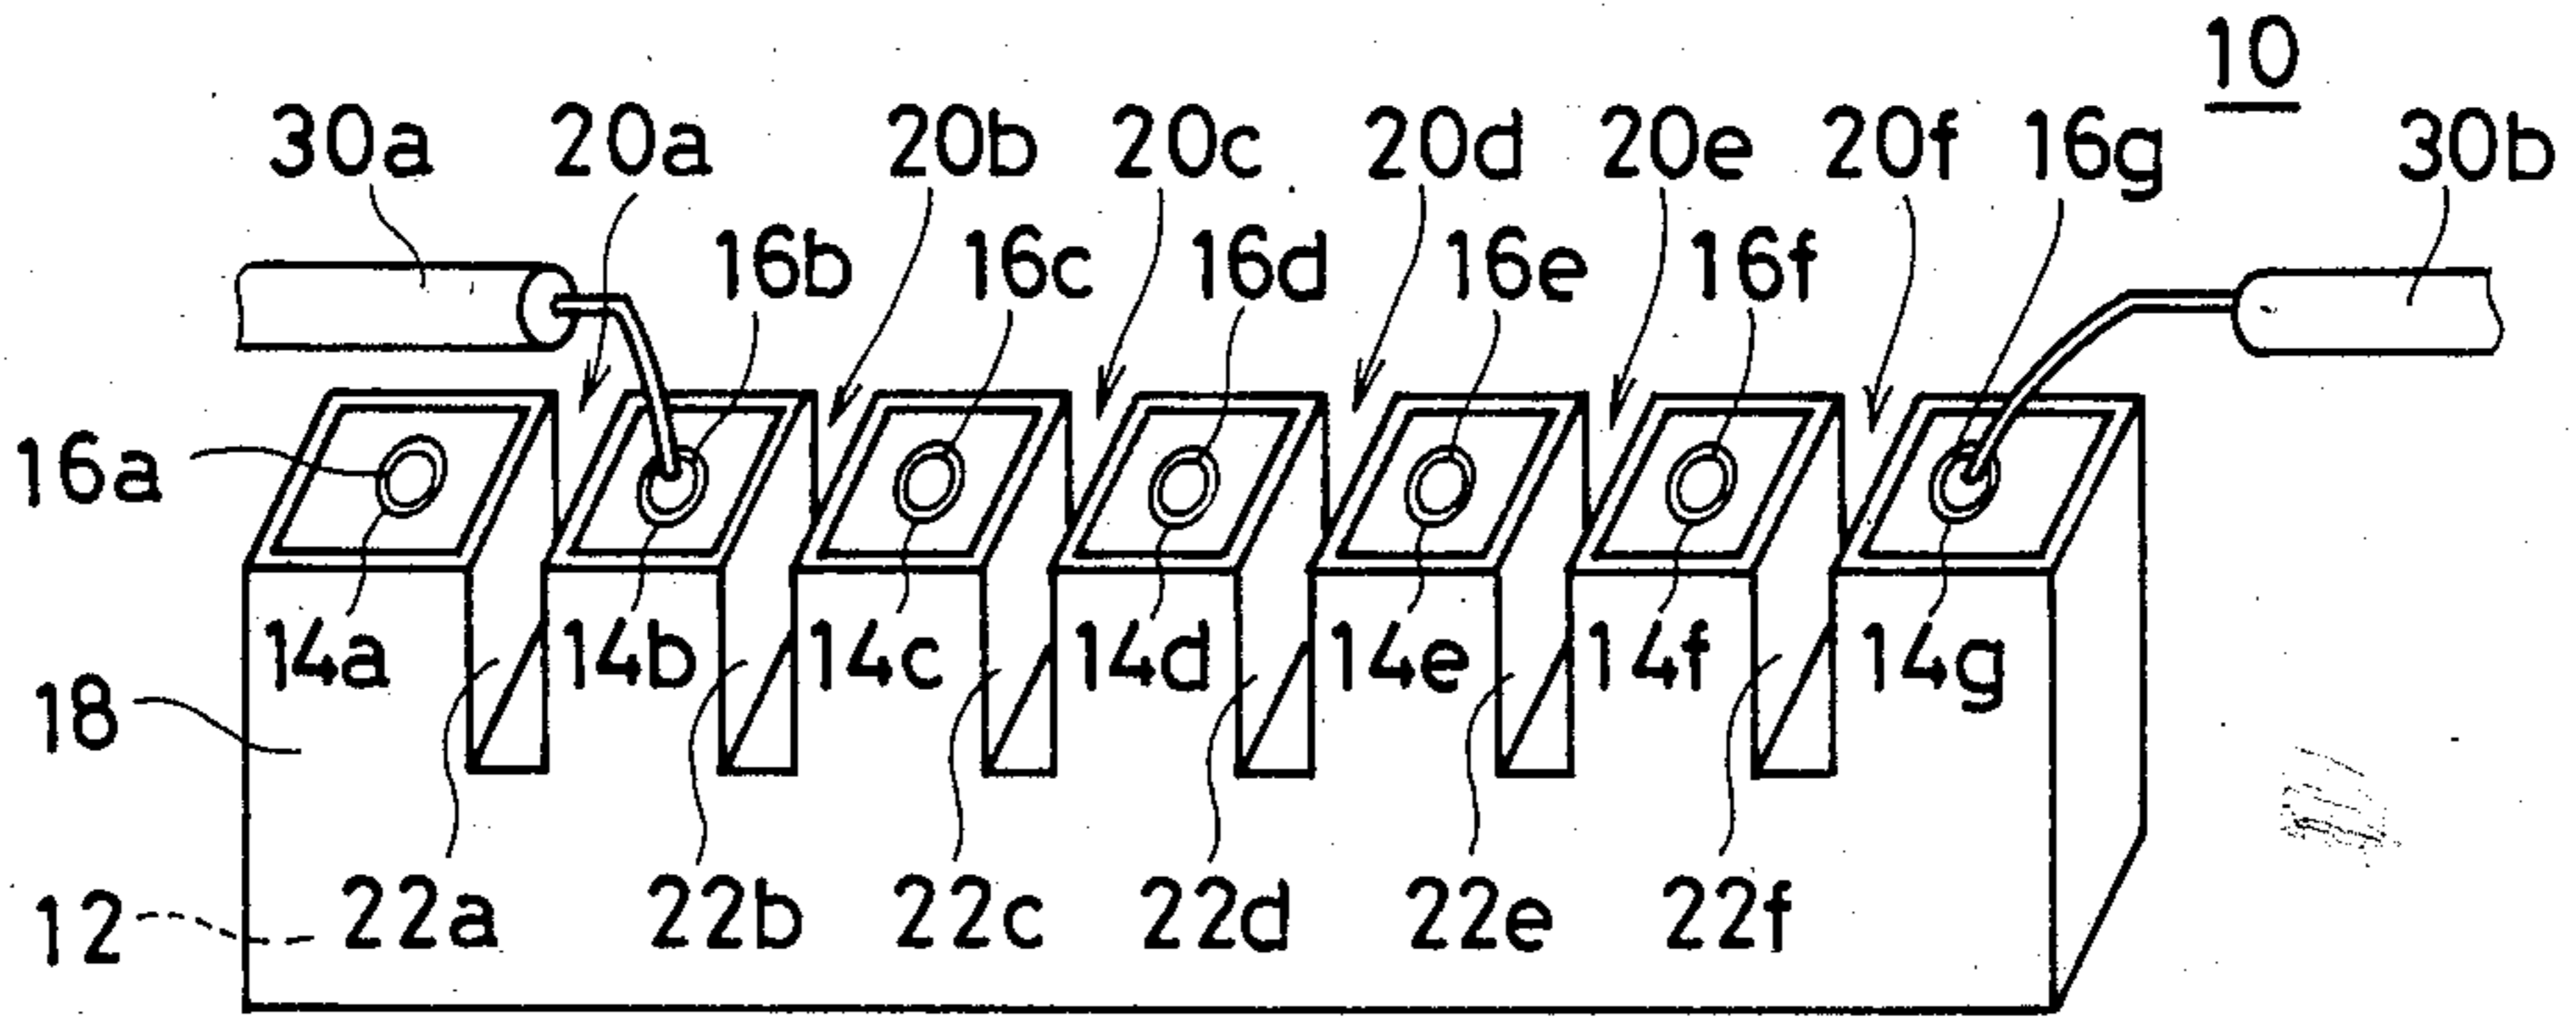 10
30a 20a 20b 20c 20d 20e 20f 16g 30b
16b 16c 16d 16e 16f
16a
14a 14b 14c 14d 14e 14f 14g
18
22a 22b 22c 22d 22e 22f
12